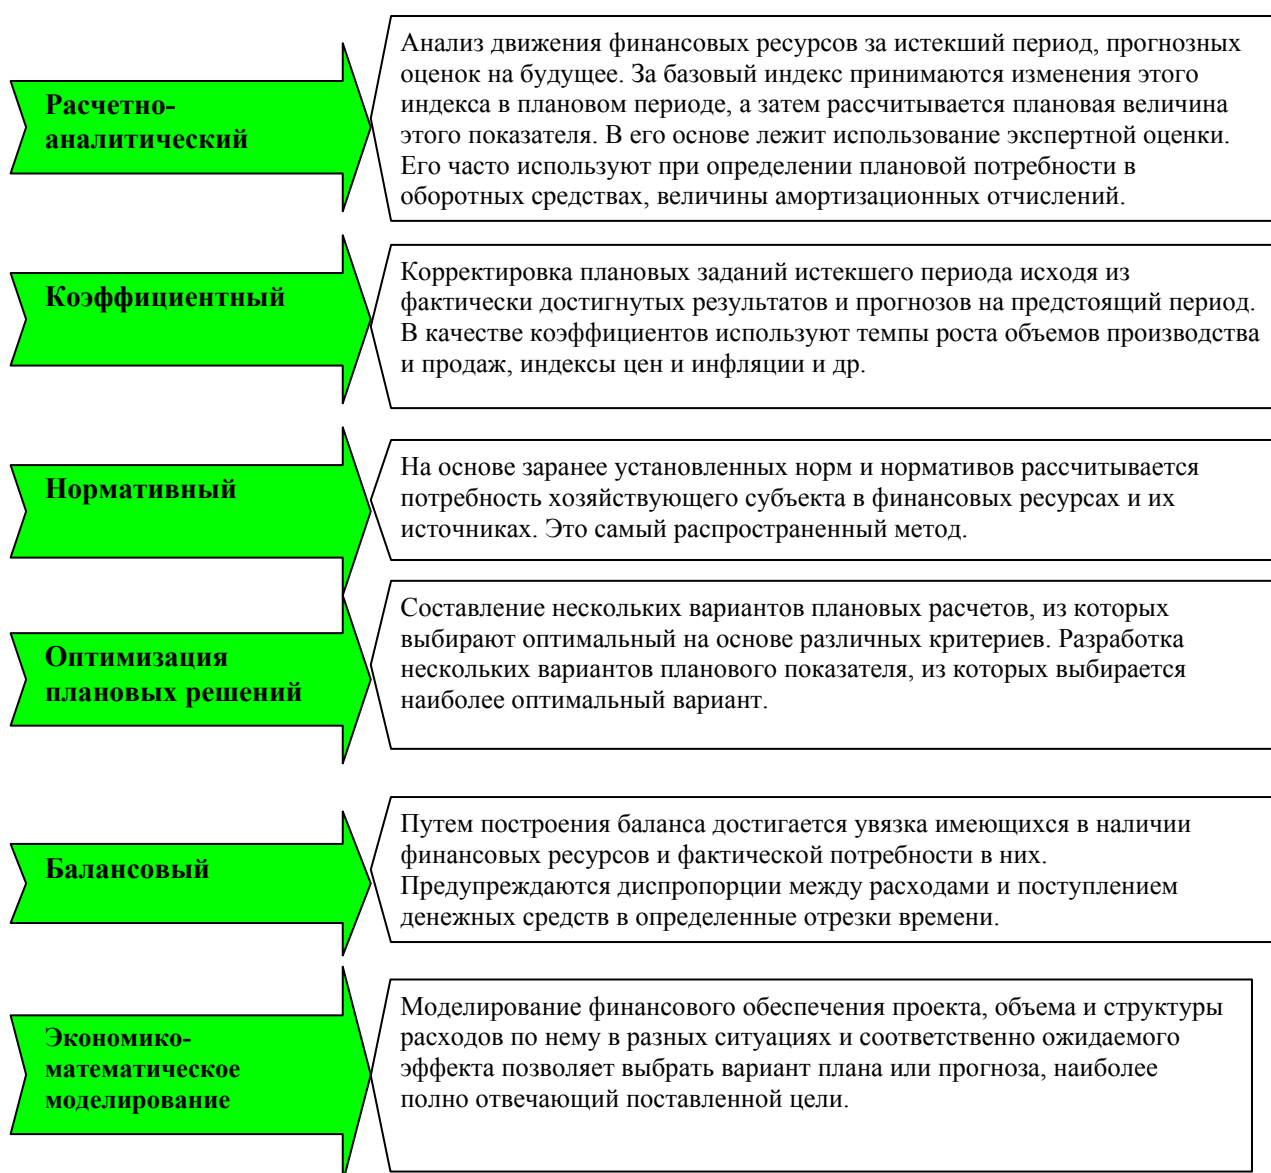 Расчетно-
аналитический
Анализ движения финансовых ресурсов за истекший период, прогнозных
оценок на будущее. За базовый индекс принимаются изменения этого
индекса в плановом периоде, а затем рассчитывается плановая величина
этого показателя. В его основе лежит использование экспертной оценки.
Его часто используют при определении плановой потребности в
оборотных средствах, величины амортизационных отчислений.
Коэффициентный
Корректировка плановых заданий истекшего периода исходя из
фактически достигнутых результатов и прогнозов на предстоящий период.
В качестве коэффициентов используют темпы роста объемов производства
и продаж, индексы цен и инфляции и др.
Нормативный
На основе заранее установленных норм и нормативов рассчитывается
потребность хозяйствующего субъекта в финансовых ресурсах и их
источниках. Это самый распространенный метод.
Оптимизация
плановых решений
Составление нескольких вариантов плановых расчетов, из которых
выбирают оптимальный на основе различных критериев. Разработка
нескольких вариантов планового показателя, из которых выбирается
наиболее оптимальный вариант.
Балансовый
Путем построения баланса достигается увязка имеющихся в наличии
финансовых ресурсов и фактической потребности в них.
Предупреждаются диспропорции между расходами и поступлением
денежных средств в определенные отрезки времени.
Экономико-
математическое
моделирование
Моделирование финансового обеспечения проекта, объема и структуры
расходов по нему в разных ситуациях и соответственно ожидаемого
эффекта позволяет выбрать вариант плана или прогноза, наиболее
полно отвечающий поставленной цели.